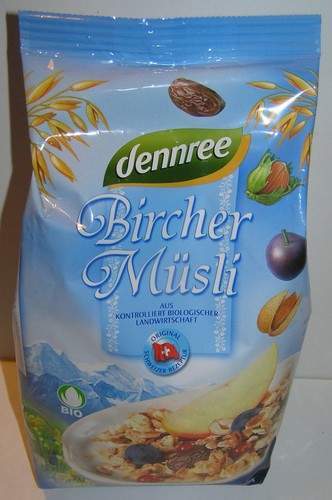 dennree
Bircher
Müsli
AUS
KONTROLLIERT BIOLOGISCHER
LANDWIRTSCHAFT
ORIGINAL
SCHWEIZER REZEPTUR
BIO